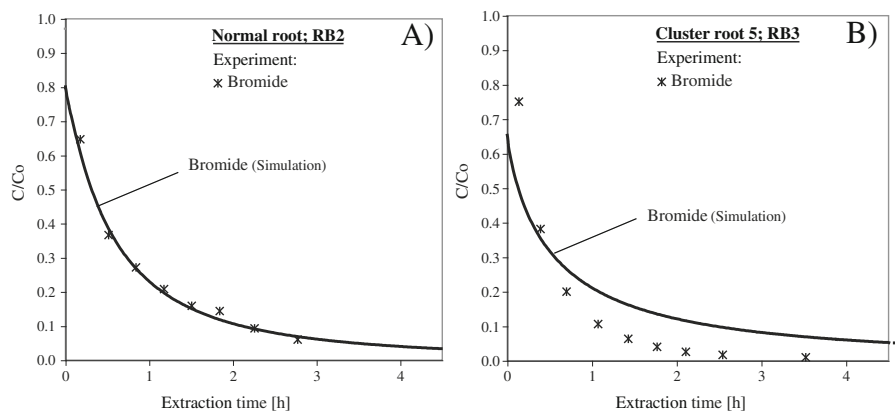 Normal root; RB2
A)
Experiment:
Bromide
Bromide (Simulation)
C/Co
1.0
0.9
0.8
0.7
0.6
0.5
0.4
0.3
0.2
0.1
0.0
0 1 2 3 4
Extraction time [h]
Cluster root 5; RB3
B)
Experiment:
Bromide
Bromide (Simulation)
C/Co
1.0
0.9
0.8
0.7
0.6
0.5
0.4
0.3
0.2
0.1
0.0
0 1 2 3 4
Extraction time [h]